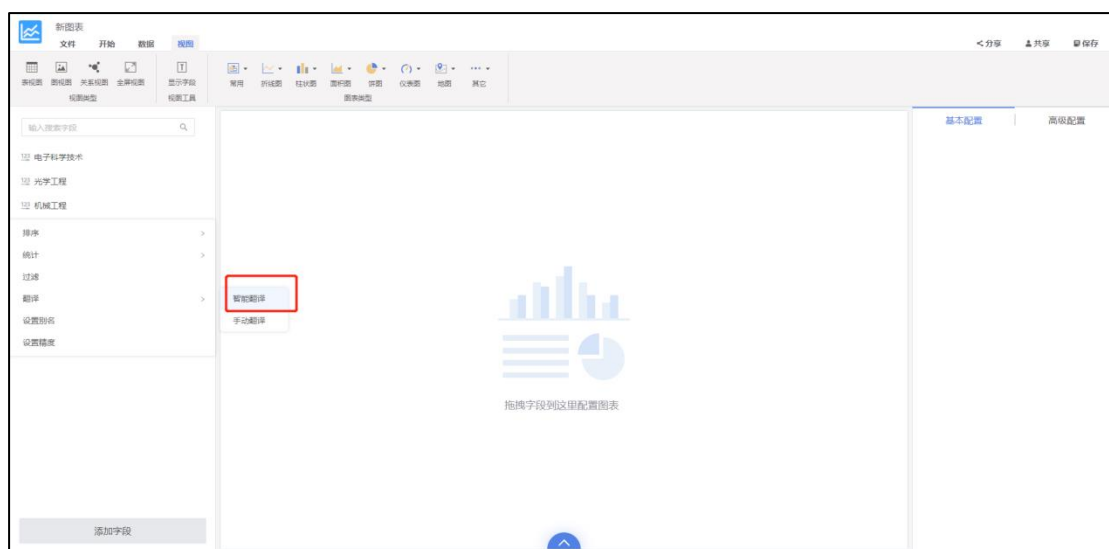 新图表
文件 开始 数据 视图
分享 共享 保存
表视图 图视图 关系视图 全屏视图 显示字段 常用 折线图 柱状图 面积图 饼图 仪表图 地图 其它
视图类型 视图工具 图表类型
输入搜索字段
基本配置 高级配置
电子科学技术
光学工程
机械工程
排序
统计
过滤
翻译
智能翻译
设置别名
手动翻译
设置精度
拖拽字段到这里配置图表
添加字段